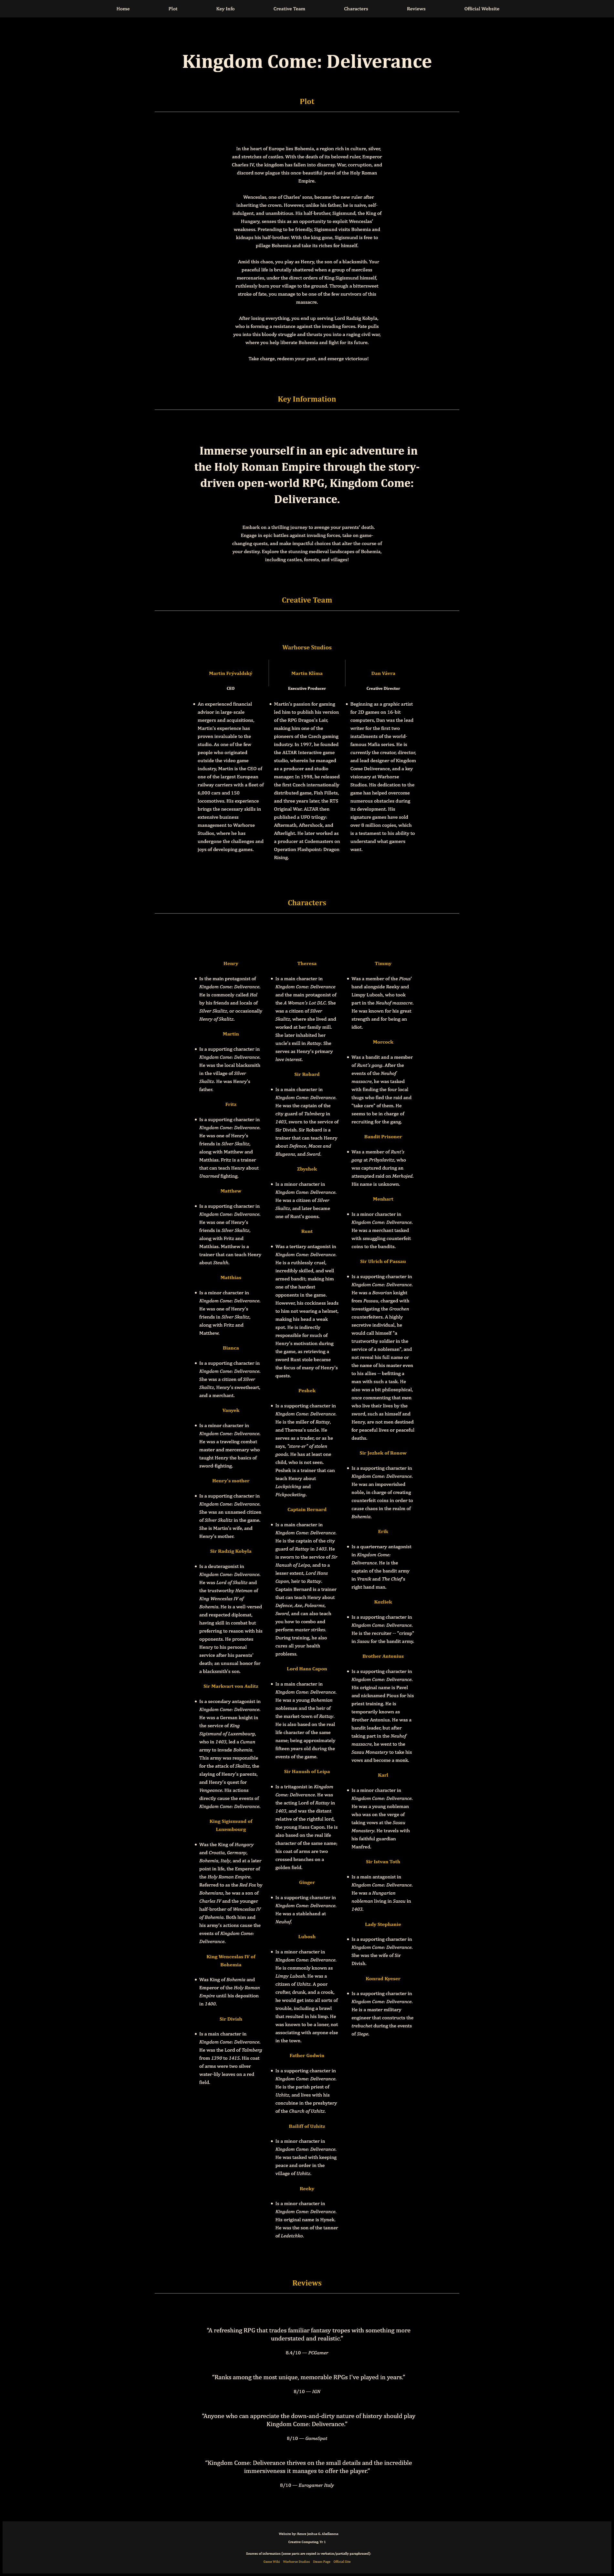 Home Plot Key Info Creative Team Characters Reviews Official Website
Kingdom Come: Deliverance
Plot
In the heart of Europe lies Bohemia, a region rich in culture, silver,
and stretches of castles. With the death of its beloved ruler, Emperor
Charles IV, the kingdom has fallen into disarray. War, corruption, and
discord now plague this once-beautiful jewel of the Holy Roman
Empire.
Wenceslas, one of Charles' sons, became the new ruler after
inheriting the crown. However, unlike his father, he is naive, self-
indulgent, and unambitious. His half-brother, Sigismund, the King of
Hungary, senses this as an opportunity to exploit Wenceslas'
weakness. Pretending to be friendly, Sigismund visits Bohemia and
kidnaps his half-brother. With the king gone, Sigismund is free to
pillage Bohemia and take its riches for himself.
Amid this chaos, you play as Henry, the son of a blacksmith. Your
peaceful life is brutally shattered when a group of merciless
mercenaries, under the direct orders of King Sigismund himself,
ruthlessly burn your village to the ground. Through a bittersweet
stroke of fate, you manage to be one of the few survivors of this
massacre.
After losing everything, you end up serving Lord Radzig Kobyla,
who is forming a resistance against the invading forces. Fate pulls
you into this bloody struggle and thrusts you into a raging civil war,
where you help liberate Bohemia and fight for its future.
Take charge, redeem your past, and emerge victorious!
Key Information
Immerse yourself in an epic adventure in
the Holy Roman Empire through the story-
driven open-world RPG, Kingdom Come:
Deliverance.
Embark on a thrilling journey to avenge your parents' death.
Engage in epic battles against invading forces, take on game-
changing quests, and make impactful choices that alter the course of
your destiny. Explore the stunning medieval landscapes of Bohemia,
including castles, forests, and villages!
Creative Team
Warhorse Studios
Martin Frývaldský
CEO
An experienced financial
advisor in large-scale
mergers and acquisitions,
Martin's experience has
proven invaluable to the
studio. As one of the few
people who originated
outside the video game
industry, Martin is the CEO of
one of the largest European
railway carriers with a fleet of
6,000 cars and 150
locomotives. His experience
brings the necessary skills in
extensive business
management to Warhorse
Studios, where he has
undergone the challenges and
joys of developing games.
Martin Klíma
Executive Producer
Martin's passion for gaming
led him to publish his version
of the RPG Dragon's Lair,
making him one of the
pioneers of the Czech gaming
industry. In 1997, he founded
the ALTAR Interactive game
studio, wherein he managed
as a producer and studio
manager. In 1998, he released
the first Czech internationally
distributed game, Fish Fillets,
and three years later, the RTS
Original War. ALTAR then
published a UFO trilogy:
Aftermath, Aftershock, and
Afterlight. He later worked as
a producer at Codemasters on
Operation Flashpoint: Dragon
Rising.
Dan Vávra
Creative Director
Beginning as a graphic artist
for 2D games on 16-bit
computers, Dan was the lead
writer for the first two
installments of the world-
famous Mafia series. He is
currently the creator, director,
and lead designer of Kingdom
Come Deliverance, and a key
visionary at Warhorse
Studios. His dedication to the
game has helped overcome
numerous obstacles during
its development. His
signature games have sold
over 8 million copies, which
is a testament to his ability to
understand what gamers
want.
Characters
Henry
Is the main protagonist of
Kingdom Come: Deliverance.
He is commonly called Hal
by his friends and locals of
Silver Skalitz, or occasionally
Henry of Skalitz.
Martin
Is a supporting character in
Kingdom Come: Deliverance.
He was the local blacksmith
in the village of Silver
Skalitz. He was Henry's
father.
Fritz
Is a supporting character in
Kingdom Come: Deliverance.
He was one of Henry's
friends in Silver Skalitz,
along with Matthew and
Matthias. Fritz is a trainer
that can teach Henry about
Unarmed fighting.
Matthew
Is a supporting character in
Kingdom Come: Deliverance.
He was one of Henry's
friends in Silver Skalitz,
along with Fritz and
Matthias. Matthew is a
trainer that can teach Henry
about Stealth.
Matthias
Is a minor character in
Kingdom Come: Deliverance.
He was one of Henry's
friends in Silver Skalitz,
along with Fritz and
Matthew.
Bianca
Is a supporting character in
Kingdom Come: Deliverance.
She was a citizen of Silver
Skalitz, Henry's sweetheart,
and a merchant.
Vanyek
Is a minor character in
Kingdom Come: Deliverance.
He was a traveling combat
master and mercenary who
taught Henry the basics of
sword-fighting.
Henry's mother
Is a supporting character in
Kingdom Come: Deliverance.
She was an unnamed citizen
of Silver Skalitz in the game.
She is Martin's wife, and
Henry's mother.
Sir Radzig Kobyla
Is a deuteragonist in
Kingdom Come: Deliverance.
He was Lord of Skalitz and
the trustworthy Hetman of
King Wenceslas IV of
Bohemia. He is a well-versed
and respected diplomat,
having skill in combat but
preferring to reason with his
opponents. He promotes
Henry to his personal
service after his parents'
death; an unusual honor for
a blacksmith's son.
Sir Markvart von Aulitz
Is a secondary antagonist in
Kingdom Come: Deliverance.
He was a German knight in
the service of King
Sigismund of Luxembourg,
who in 1403, led a Cuman
army to invade Bohemia.
This army was responsible
for the attack of Skalitz, the
slaying of Henry's parents,
and Henry's quest for
Vengeance. His actions
directly cause the events of
Kingdom Come: Deliverance.
King Sigismund of
Luxembourg
Was the King of Hungary
and Croatia, Germany,
Bohemia, Italy, and at a later
point in life, the Emperor of
the Holy Roman Empire.
Referred to as the Red Fox by
Bohemians, he was a son of
Charles IV and the younger
half-brother of Wenceslas IV
of Bohemia. Both him and
his army's actions cause the
events of Kingdom Come:
Deliverance.
King Wenceslas IV of
Bohemia
Was King of Bohemia and
Emperor of the Holy Roman
Empire until his deposition
in 1400.
Sir Divish
Is a main character in
Kingdom Come: Deliverance.
He was the Lord of Talmberg
from 1390 to 1415. His coat
of arms were two silver
water-lily leaves on a red
field.
Theresa
Is a main character in
Kingdom Come: Deliverance
and the main protagonist of
the A Woman's Lot DLC. She
was a citizen of Silver
Skalitz, where she lived and
worked at her family mill.
She later inhabited her
uncle's mill in Rattay. She
serves as Henry's primary
love interest.
Sir Robard
Is a main character in
Kingdom Come: Deliverance.
He was the captain of the
city guard of Talmberg in
1403, sworn to the service of
Sir Divish. Sir Robard is a
trainer that can teach Henry
about Defence, Maces and
Blugeons, and Sword.
Zbyshek
Is a minor character in
Kingdom Come: Deliverance.
He was a citizen of Silver
Skalitz, and later became
one of Runt's goons.
Runt
Was a tertiary antagonist in
Kingdom Come: Deliverance.
He is a ruthlessly cruel,
incredibly skilled, and well
armed bandit; making him
one of the hardest
opponents in the game.
However, his cockiness leads
to him not wearing a helmet,
making his head a weak
spot. He is indirectly
responsible for much of
Henry's motivation during
the game, as retrieving a
sword Runt stole became
the focus of many of Henry's
quests.
Peshek
Is a supporting character in
Kingdom Come: Deliverance.
He is the miller of Rattay,
and Theresa's uncle. He
serves as a trader, or as he
says, "store-er" of stolen
goods. He has at least one
child, who is not seen.
Peshek is a trainer that can
teach Henry about
Lockpicking and
Pickpocketing.
Captain Bernard
Is a main character in
Kingdom Come: Deliverance.
He is the captain of the city
guard of Rattay in 1403. He
is sworn to the service of Sir
Hanush of Leipa, and to a
lesser extent, Lord Hans
Capon, heir to Rattay.
Captain Bernard is a trainer
that can teach Henry about
Defence, Axe, Polearms,
Sword, and can also teach
you how to combo and
perform master strikes.
During training, he also
cures all your health
problems.
Lord Hans Capon
Is a main character in
Kingdom Come: Deliverance.
He was a young Bohemian
nobleman and the heir of
the market-town of Rattay.
He is also based on the real
life character of the same
name; being approximately
fifteen years old during the
events of the game.
Sir Hanush of Leipa
Is a tritagonist in Kingdom
Come: Deliverance. He was
the acting Lord of Rattay in
1403, and was the distant
relative of the rightful lord,
the young Hans Capon. He is
also based on the real life
character of the same name;
his coat of arms are two
crossed branches on a
golden field.
Ginger
Is a supporting character in
Kingdom Come: Deliverance.
He was a stablehand at
Neuhof.
Lubosh
Is a minor character in
Kingdom Come: Deliverance.
He is commonly known as
Limpy Lubosh. He was a
citizen of Uzhitz. A poor
crofter, drunk, and a crook,
he would get into all sorts of
trouble, including a brawl
that resulted in his limp. He
was known to be a loner, not
associating with anyone else
in the town.
Father Godwin
Is a supporting character in
Kingdom Come: Deliverance.
He is the parish priest of
Uzhitz, and lives with his
concubine in the presbytery
of the Church of Uzhitz.
Bailiff of Uzhitz
Is a minor character in
Kingdom Come: Deliverance.
He was tasked with keeping
peace and order in the
village of Uzhitz.
Reeky
Is a minor character in
Kingdom Come: Deliverance.
His original name is Hynek.
He was the son of the tanner
of Ledetchko.
Timmy
Was a member of the Pious'
band alongside Reeky and
Limpy Lubosh, who took
part in the Neuhof massacre.
He was known for his great
strength and for being an
idiot.
Morcock
Was a bandit and a member
of Runt's gang. After the
events of the Neuhof
massacre, he was tasked
with finding the four local
thugs who fled the raid and
"take care" of them. He
seems to be in charge of
recruiting for the gang.
Bandit Prisoner
Was a member of Runt's
gang at Pribyslavitz, who
was captured during an
attempted raid on Merhojed.
His name is unknown.
Menhart
Is a minor character in
Kingdom Come: Deliverance.
He was a merchant tasked
with smuggling counterfeit
coins to the bandits.
Sir Ulrich of Passau
Is a supporting character in
Kingdom Come: Deliverance.
He was a Bavarian knight
from Passau, charged with
investigating the Groschen
counterfeiters. A highly
secretive individual, he
would call himself "a
trustworthy soldier in the
service of a nobleman", and
not reveal his full name or
the name of his master even
to his allies – befitting a
man with such a task. He
also was a bit philosophical,
once commenting that men
who live their lives by the
sword, such as himself and
Henry, are not men destined
for peaceful lives or peaceful
deaths.
Sir Jezhek of Ronow
Is a supporting character in
Kingdom Come: Deliverance.
He was an impoverished
noble, in charge of creating
counterfeit coins in order to
cause chaos in the realm of
Bohemia.
Erik
Is a quarternary antagonist
in Kingdom Come:
Deliverance. He is the
captain of the bandit army
in Vranik and The Chief's
right hand man.
Kozliek
Is a supporting character in
Kingdom Come: Deliverance.
He is the recruiter – "crimp"
in Sasau for the bandit army.
Brother Antonius
Is a supporting character in
Kingdom Come: Deliverance.
His original name is Pavel
and nicknamed Pious for his
priest training. He is
temporarily known as
Brother Antonius. He was a
bandit leader, but after
taking part in the Neuhof
massacre, he went to the
Sasau Monastery to take his
vows and become a monk.
Karl
Is a minor character in
Kingdom Come: Deliverance.
He was a young nobleman
who was on the verge of
taking vows at the Sasau
Monastery. He travels with
his faithful guardian
Manfred.
Sir Istvan Toth
Is a main antagonist in
Kingdom Come: Deliverance.
He was a Hungarian
nobleman living in Sasau in
1403.
Lady Stephanie
Is a supporting character in
Kingdom Come: Deliverance.
She was the wife of Sir
Divish.
Konrad Kyeser
Is a supporting character in
Kingdom Come: Deliverance.
He is a master military
engineer that constructs the
trebuchet during the events
of Siege.
Reviews
"A refreshing RPG that trades familiar fantasy tropes with something more
understated and realistic."
8.4/10 — PCGamer
"Ranks among the most unique, memorable RPGs I've played in years."
8/10 — IGN
"Anyone who can appreciate the down-and-dirty nature of history should play
Kingdom Come: Deliverance."
8/10 — GameSpot
"Kingdom Come: Deliverance thrives on the small details and the incredible
immersiveness it manages to offer the player."
8/10 — Eurogamer Italy
Creative Computing, Yr 1
Sources of information (some parts are copied in verbatim/partially paraphrased!):
Game Wiki Warhorse Studios Steam Page Official Site